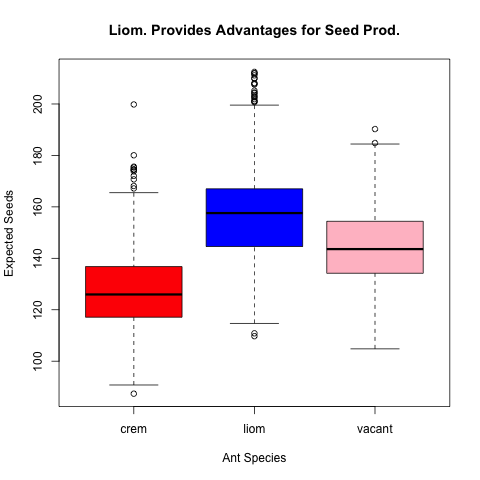 Liom. Provides Advantages for Seed Prod.
Expected Seeds
200
180
160
140
120
100
crem liom vacant
Ant Species